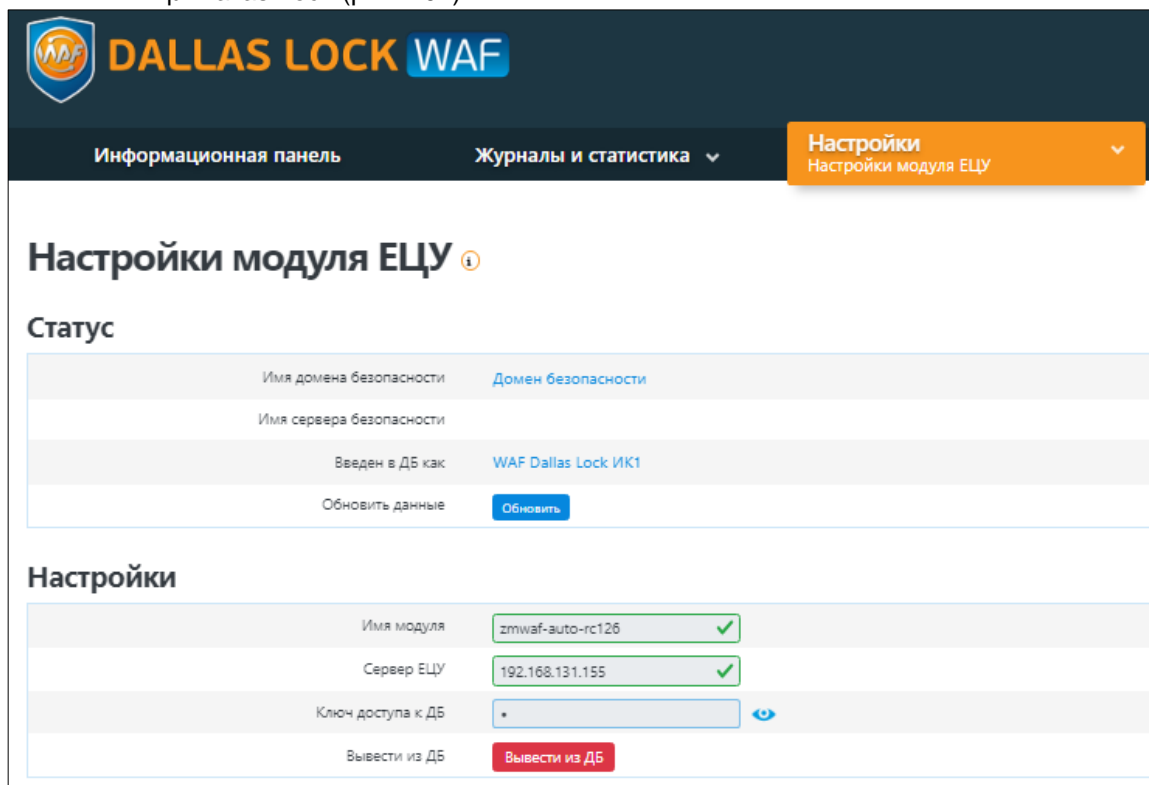 WAF DALLAS LOCK WAF
Информационная панель Журналы и статистика Настройки
Настройки модуля ЕЦУ
Настройки модуля ЕЦУ i
Статус
Имя домена безопасности Домен безопасности
Имя сервера безопасности
Введен в ДБ как WAF Dallas Lock ИК1
Обновить данные Обновить
Настройки
Имя модуля zmwaf-auto-rc126
Сервер ЕЦУ 192.168.131.155
Ключ доступа к ДБ •
Вывести из ДБ Вывести из ДБ